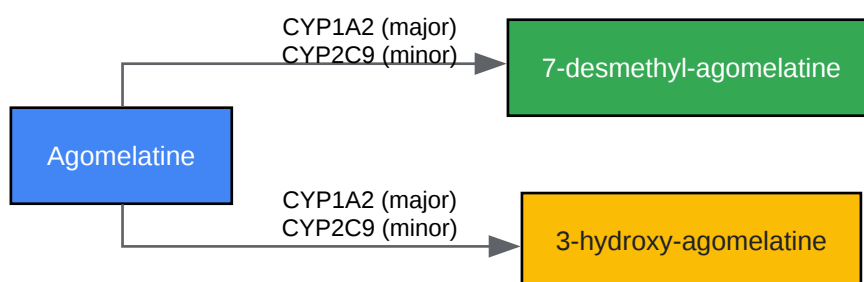 CYP1A2 (major)
CYP2C9 (minor)
7-desmethyl-agomelatine
Agomelatine
CYP1A2 (major)
CYP2C9 (minor)
3-hydroxy-agomelatine